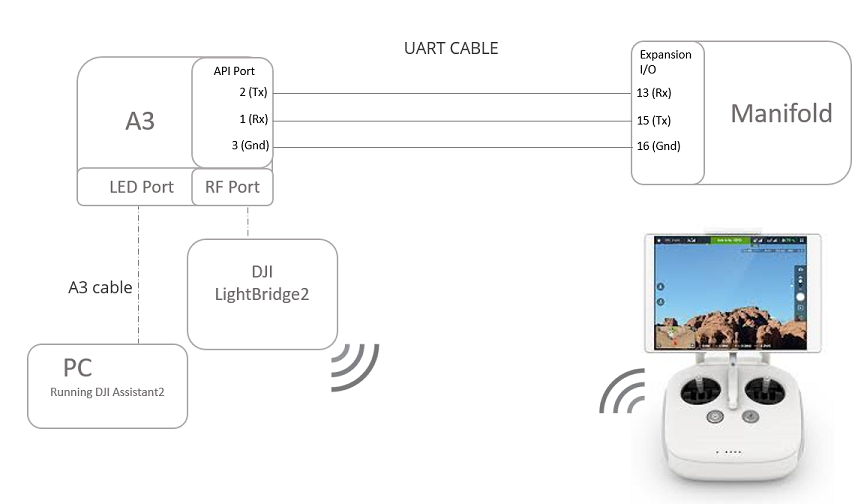 UART CABLE
API Port
2 (Tx)
1 (Rx)
3 (Gnd)
A3
LED Port
RF Port
Expansion
I/O
13 (Rx)
15 (Tx)
16 (Gnd)
Manifold
DJI
LightBridge2
A3 cable
PC
Running DJI Assistant2